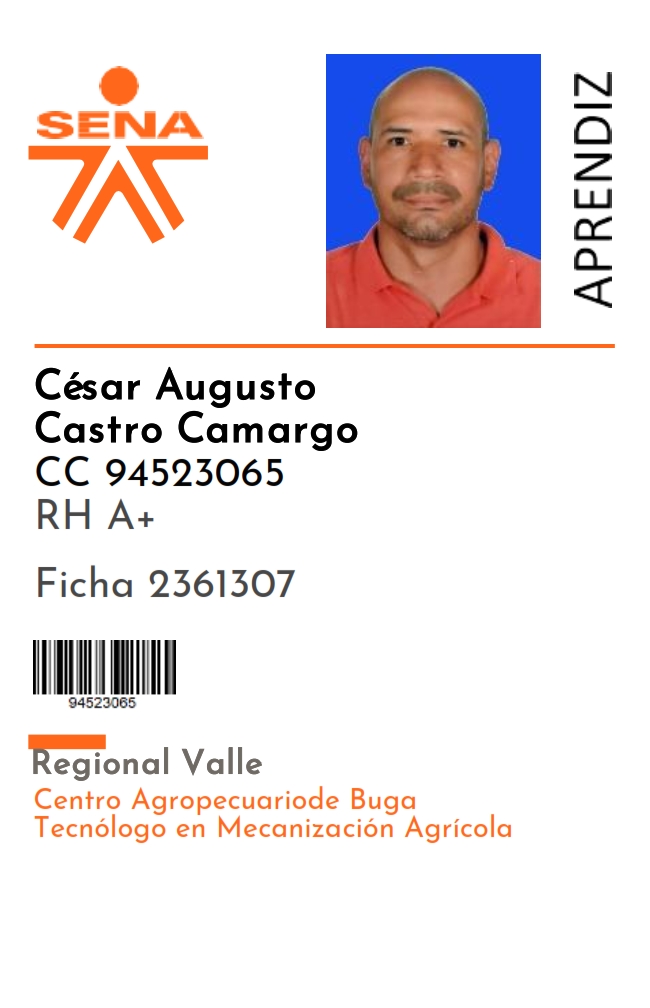 SENA
APRENDIZ
César Augusto
Castro Camargo
CC 94523065
RH A+
Ficha 2361307
94523065
Regional Valle
Centro Agropecuariode Buga
Tecnólogo en Mecanización Agrícola